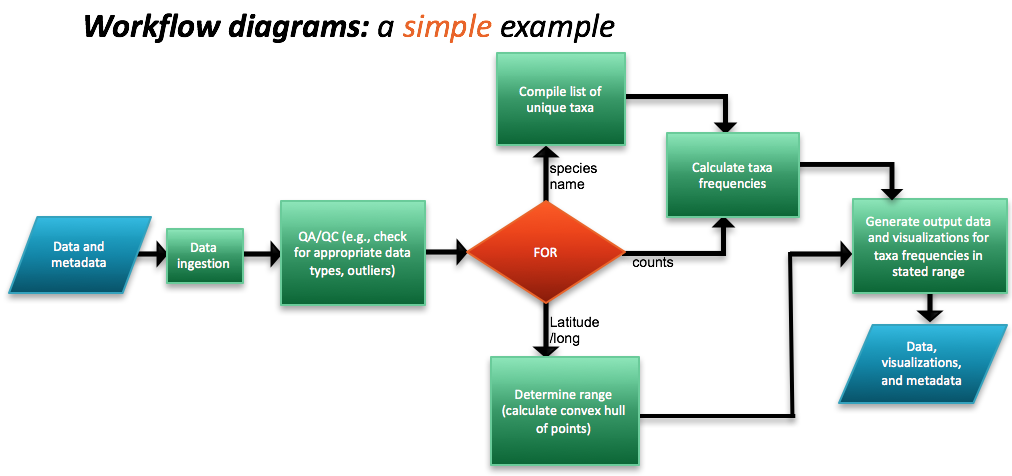 Workflow diagrams: a simple example
Compile list of
unique taxa
species
name
Calculate taxa
frequencies
Data and
metadata
Data
ingestion
QA/QC (e.g., check
for appropriate data
types, outliers)
FOR
counts
Generate output data
and visualizations for
taxa frequencies in
stated range
Latitude
/long
Determine range
(calculate convex hull
of points)
Data,
visualizations,
and metadata